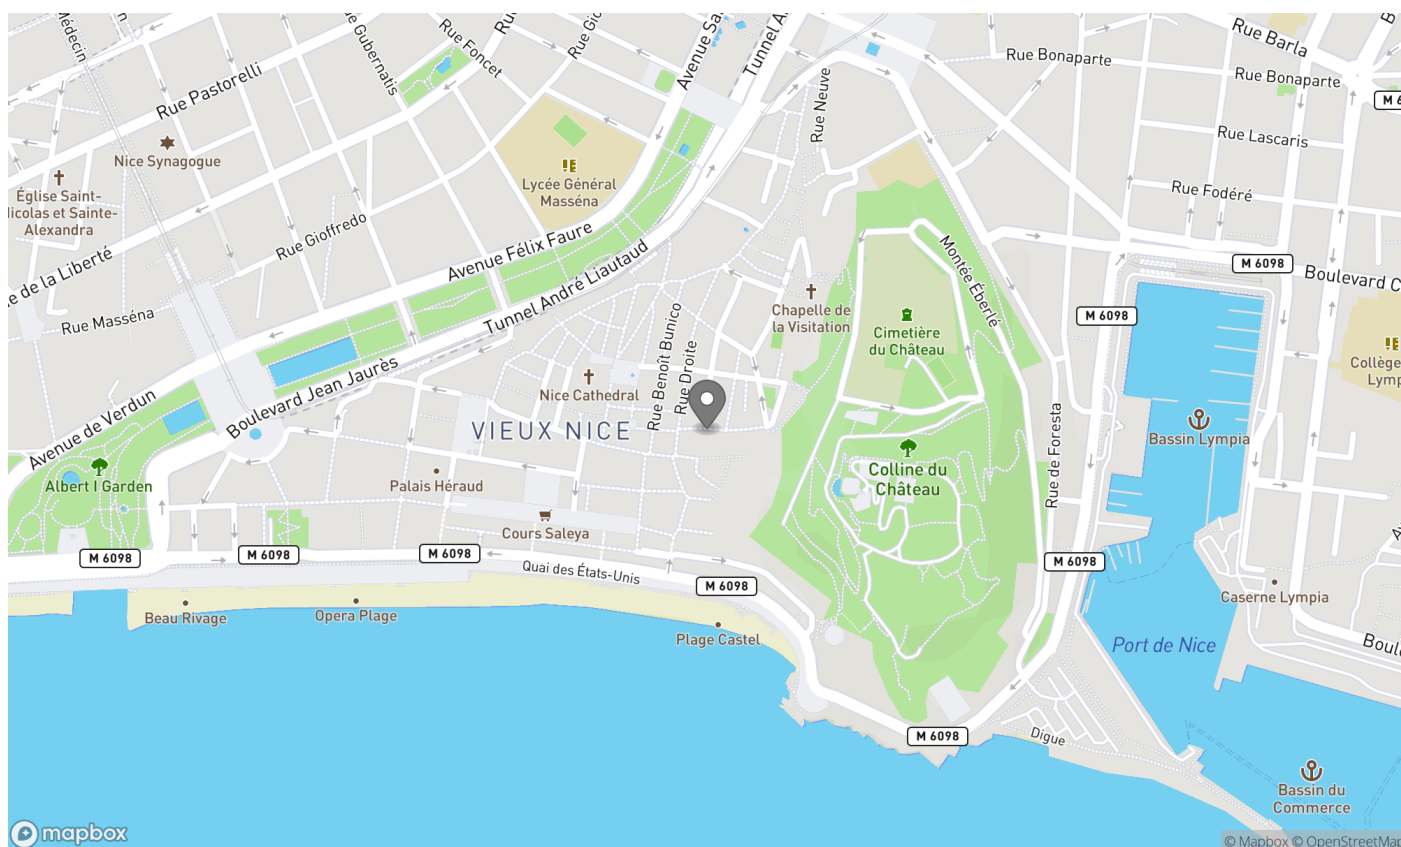 Médecin
Rue Pastorelli
Gubernatis
Rue Foncet
Avenue
Tunnel
Rue Neuve
Rue Bonaparte
Rue Barla
Rue Bonaparte
Rue Lascaris
Rue Fodéré
Nice Synagogue
Lycée Général
Masséna
Église Saint-
Nicolas et Sainte-
Alexandra
Rue Gioffredo
Avenue Félix Faure
Tunnel André Liautaud
Montée Éberlé
M 6098
Boulevard
de la Liberté
Rue Masséna
Chapelle de
la Visitation
Cimetière
du Château
M 6098
Rue Benoît Bunico
Rue Droite
Nice Cathedral
Boulevard Jean Jaurès
Avenue de Verdun
VIEUX NICE
Bassin Lympia
Collège
Rue de Foresta
Colline du
Château
Albert I Garden
Palais Héraud
Cours Saleya
M 6098
M 6098
M 6098
M 6098
M 6098
Quai des États-Unis
Beau Rivage
Opera Plage
Plage Castel
Caserne Lympia
Port de Nice
M 6098
Digue
Bassin du
Commerce
mapbox
© Mapbox © OpenStreetMap